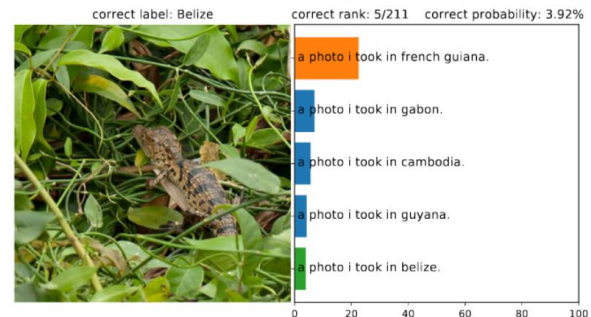 correct label: Belize
correct rank: 5/211 correct probability: 3.92%
a photo i took in french guiana.
a photo i took in gabon.
a photo i took in cambodia.
a photo i took in guyana.
a photo i took in belize.
0 20 40 60 80 100